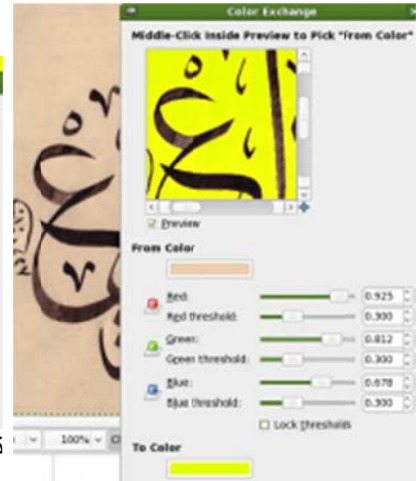 Color Exchange
Middle-Click Inside Preview to Pick "From Color"
Preview
From Color
Red: 0.925
Red threshold: 0.300
Green: 0.812
Green threshold: 0.300
Blue: 0.678
Blue threshold: 0.300
Lock thresholds
100%
To Color